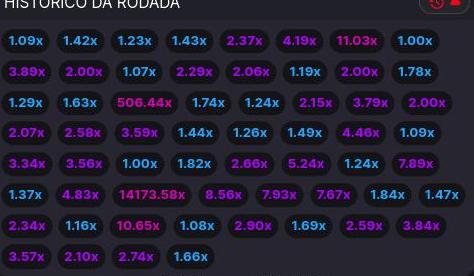 HISTÓRICO DA RODADA
1.09x 1.42x 1.23x 1.43x 2.37x 4.19x 11.03x 1.00x
3.89x 2.00x 1.07x 2.29x 2.06x 1.19x 2.00x 1.78x
1.29x 1.63x 506.44x 1.74x 1.24x 2.15x 3.79x 2.00x
2.07x 2.58x 3.59x 1.44x 1.26x 1.49x 4.46x 1.09x
3.34x 3.56x 1.00x 1.82x 2.66x 5.24x 1.24x 7.89x
1.37x 4.83x 14173.58x 8.56x 7.93x 7.67x 1.84x 1.47x
2.34x 1.16x 10.65x 1.08x 2.90x 1.69x 2.59x 3.84x
3.57x 2.10x 2.74x 1.66x